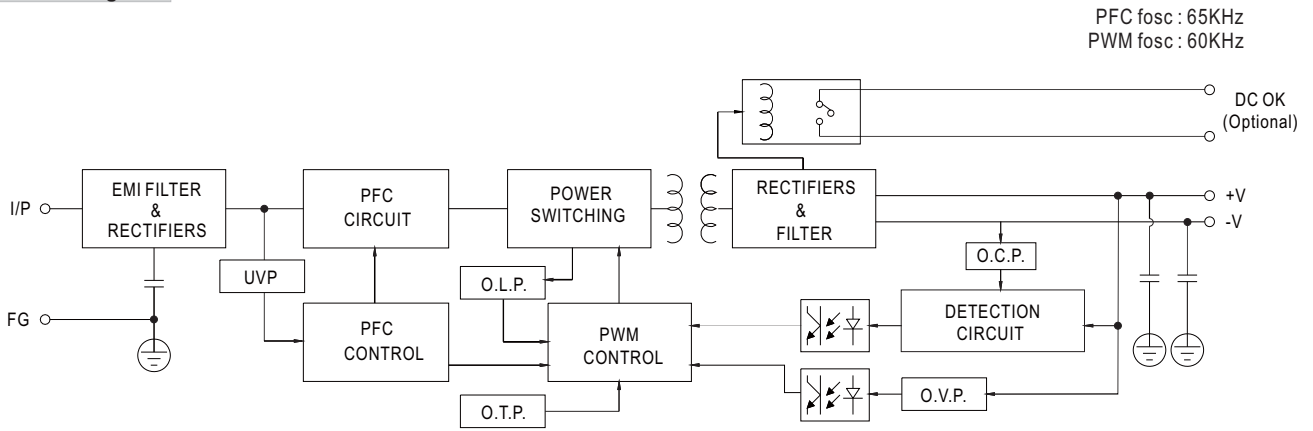 PFC fosc : 65KHz
PWM fosc : 60KHz
DC OK
(Optional)
I/P
EMI FILTER
&
RECTIFIERS
PFC
CIRCUIT
POWER
SWITCHING
RECTIFIERS
&
FILTER
+V
-V
UVP
O.L.P.
O.C.P.
FG
PFC
CONTROL
PWM
CONTROL
DETECTION
CIRCUIT
O.T.P.
O.V.P.